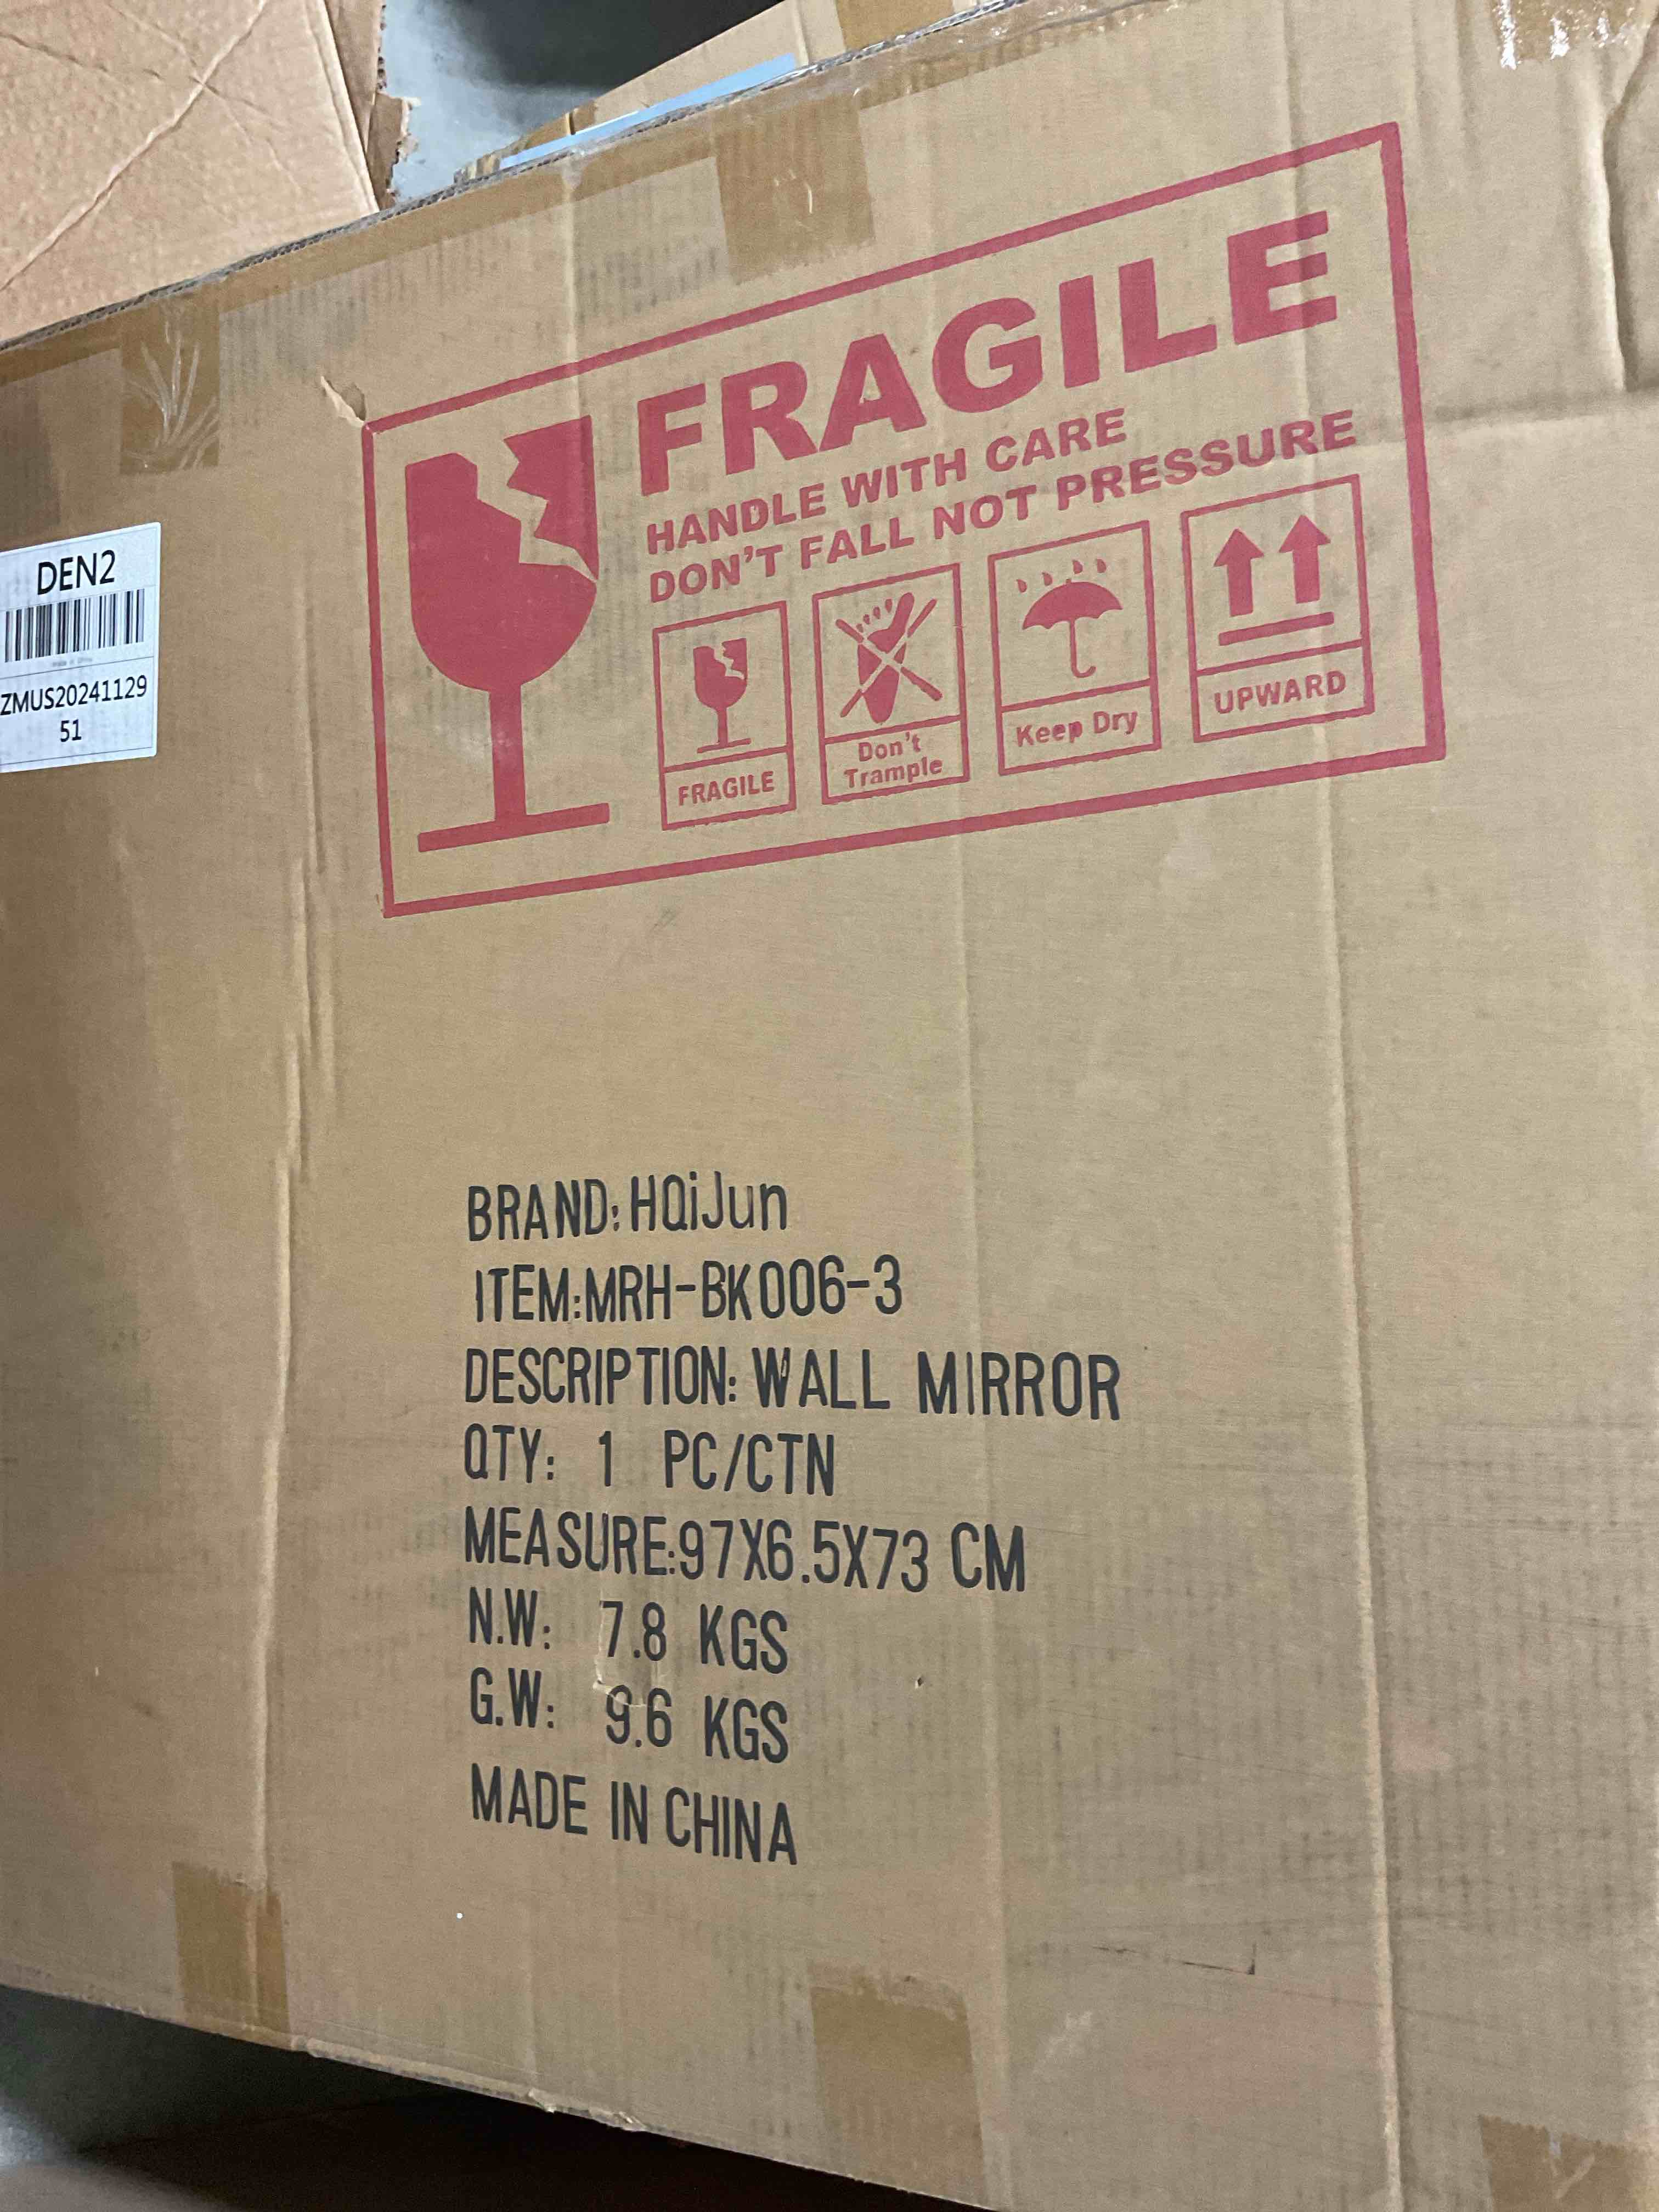 FRAGILE
HANDLE WITH CARE
DON'T FALL NOT PRESSURE
FRAGILE
Don't
Trample
Keep Dry
UPWARD
DEN2
ZMUS20241129
51
BRAND: HQiJun
ITEM:MRH-BK006-3
DESCRIPTION: WALL MIRROR
QTY: 1 PC/CTN
MEASURE:97X6.5X73 CM
N.W: 7.8 KGS
G.W: 9.6 KGS
MADE IN CHINA